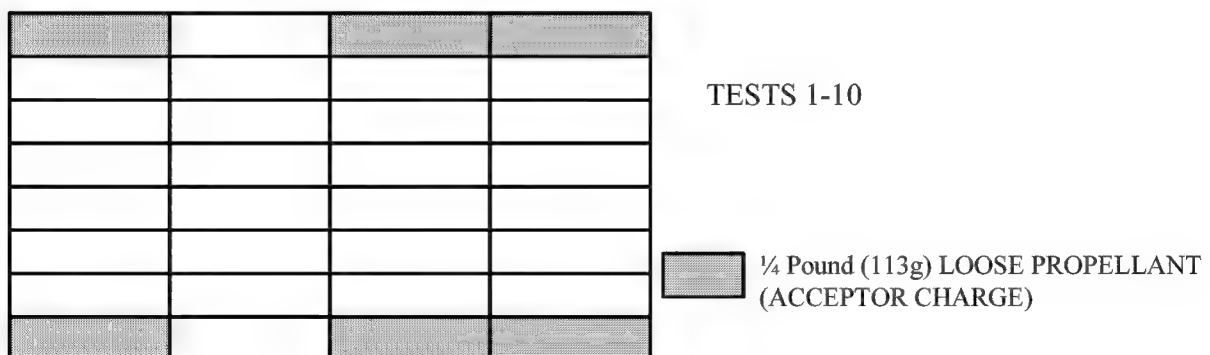 TESTS 1-10
¼ Pound (113g) LOOSE PROPELLANT
(ACCEPTOR CHARGE)